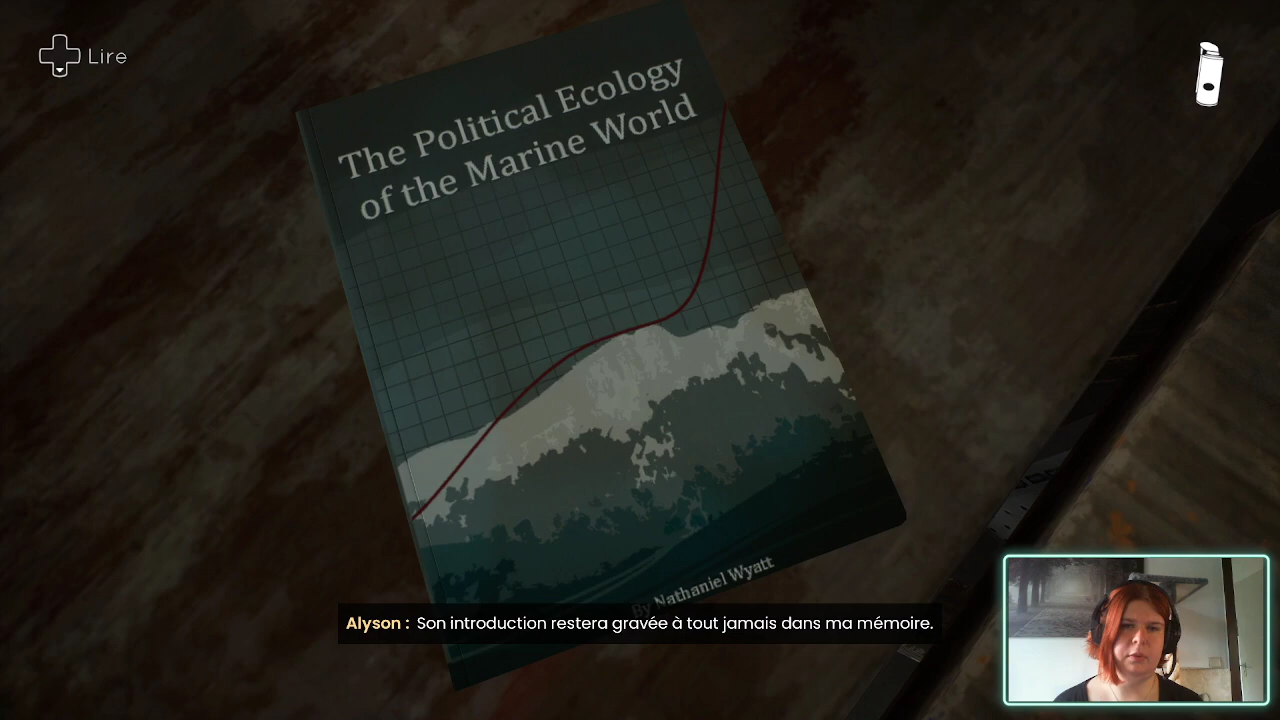 Lire
The Political Ecology
of the Marine World
By Nathaniel Wyatt
Alyson : Son introduction restera gravée à tout jamais dans ma mémoire.